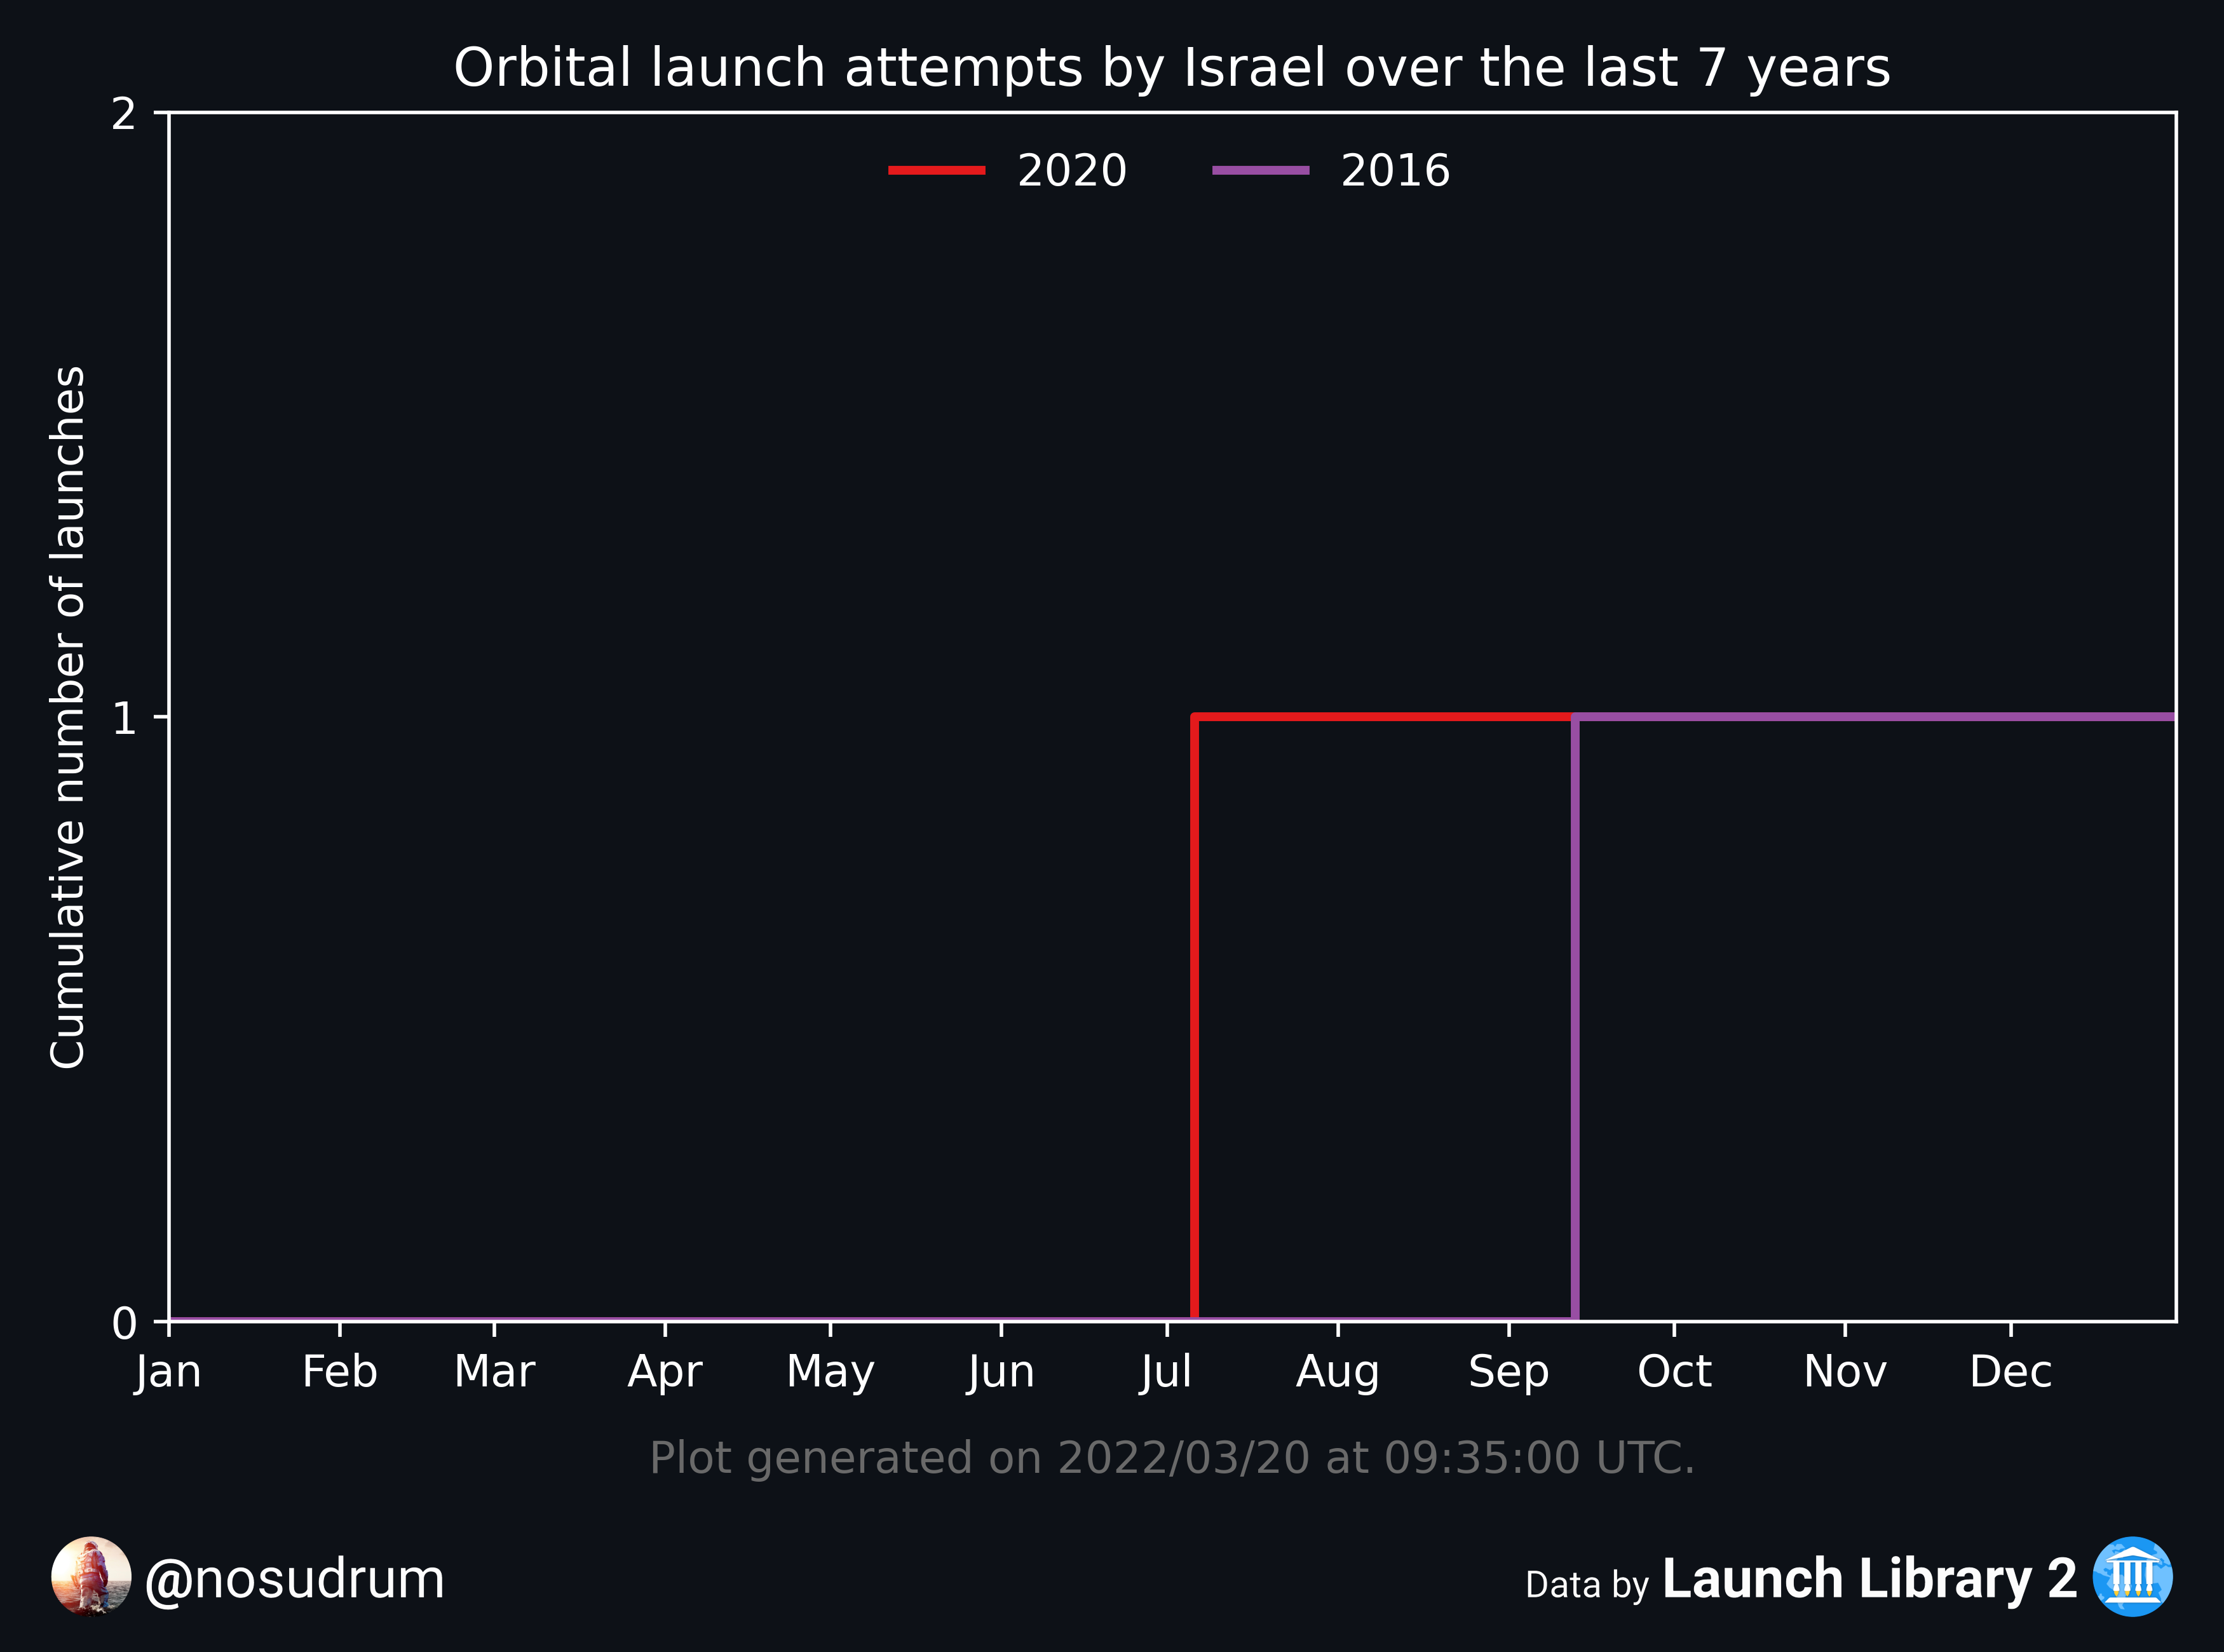 Orbital launch attempts by Israel over the last 7 years
2
2020 2016
Cumulative number of launches
1
0
Jan Feb Mar Apr May Jun Jul Aug Sep Oct Nov Dec
Plot generated on 2022/03/20 at 09:35:00 UTC.
@nosudrum
Data by Launch Library 2